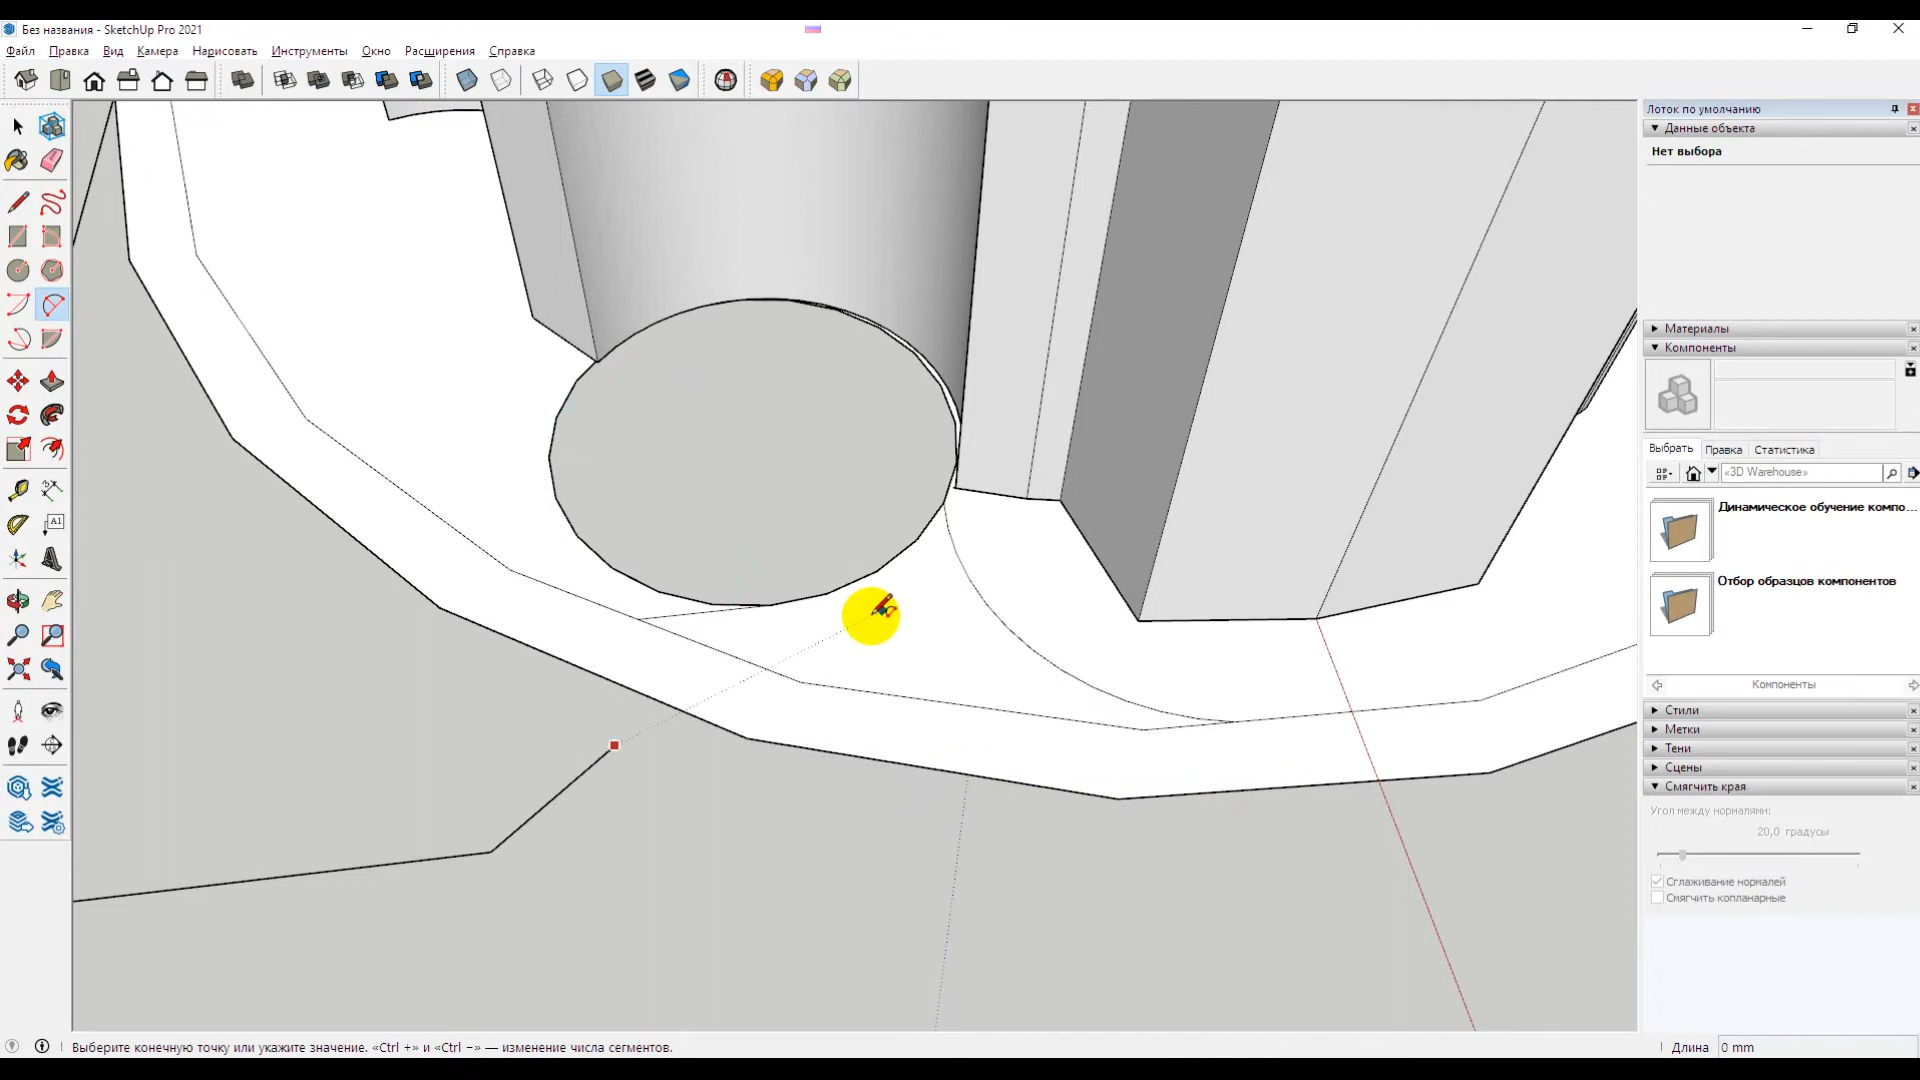 Без названия - SketchUp Pro 2021
Файл Правка Вид Камера Нарисовать Инструменты Окно Расширения Справка
Лоток по умолчанию
Данные объекта
Нет выбора
A1
Материалы
Компоненты
Выбрать Правка Статистика
«3D Warehouse»
Динамическое обучение компо...
Отбор образцов компонентов
Компоненты
Стили
Метки
Тени
Сцены
Смягчить края
Угол между нормалями:
20,0 градусы
Сглаживание нормалей
Смягчить копланарные
Выберите конечную точку или укажите значение. «Ctrl +» и «Ctrl −» — изменение числа сегментов.
Длина 0 mm